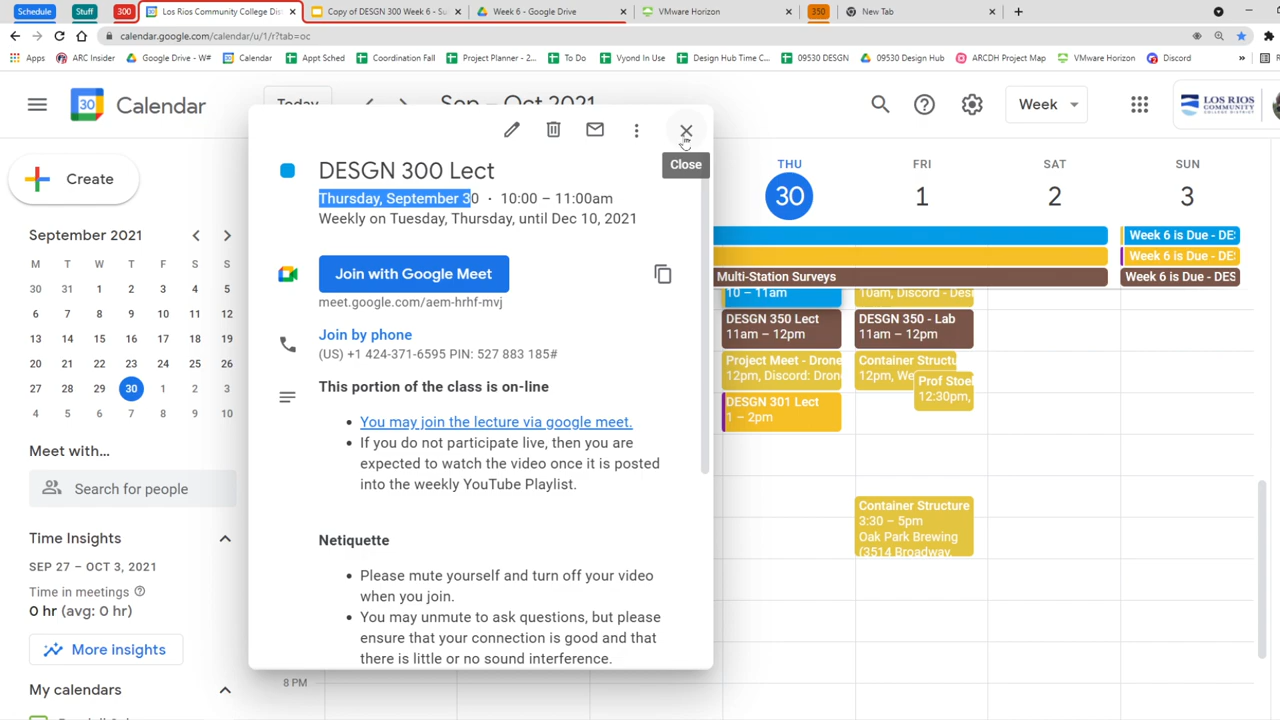 Schedule
Stuff
300
Los Rios Community College Dis
Copy of DESGN 300 Week 6 - Su
Week 6 - Google Drive
VMware Horizon
350
New Tab
calendar.google.com/calendar/u/1/r?tab=oc
Apps
ARC Insider
Google Drive - W#
Calendar
Appt Sched
Coordination Fall
Project Planner - 2...
To Do
Vyond In Use
Design Hub Time C...
09530 DESGN
09530 Design Hub
ARCDH Project Map
VMware Horizon
Discord
»
30
Calendar
Today
Sep – Oct 2021
Week
LOS RIOS
COMMUNITY
Create
September 2021
M T W T F S S
30 31 1 2 3 4 5
6 7 8 9 10 11 12
13 14 15 16 17 18 19
20 21 22 23 24 25 26
27 28 29 30 1 2 3
4 5 6 7 8 9 10
Meet with...
Search for people
Time Insights
SEP 27 – OCT 3, 2021
Time in meetings
0 hr (avg: 0 hr)
More insights
My calendars
Close
DESGN 300 Lect
Thursday, September 30 · 10:00 – 11:00am
Weekly on Tuesday, Thursday, until Dec 10, 2021
Join with Google Meet
meet.google.com/aem-hrhf-mvj
Join by phone
(US) +1 424-371-6595 PIN: 527 883 185#
This portion of the class is on-line
• You may join the lecture via google meet.
• If you do not participate live, then you are
expected to watch the video once it is posted
into the weekly YouTube Playlist.
Netiquette
• Please mute yourself and turn off your video
when you join.
• You may unmute to ask questions, but please
ensure that your connection is good and that
there is little or no sound interference.
8 PM
THU
30
FRI
1
SAT
2
SUN
3
Week 6 is Due - DE
Week 6 is Due - DE
Multi-Station Surveys
Week 6 is Due - DE
10 – 11am
10am, Discord - Desi
DESGN 350 Lect
11am – 12pm
DESGN 350 - Lab
11am – 12pm
Project Meet - Drone
12pm, Discord: Dron
Container Structu
12pm, We
Prof Stoe
12:30pm,
DESGN 301 Lect
1 – 2pm
Container Structure
3:30 – 5pm
Oak Park Brewing
(3514 Broadway,